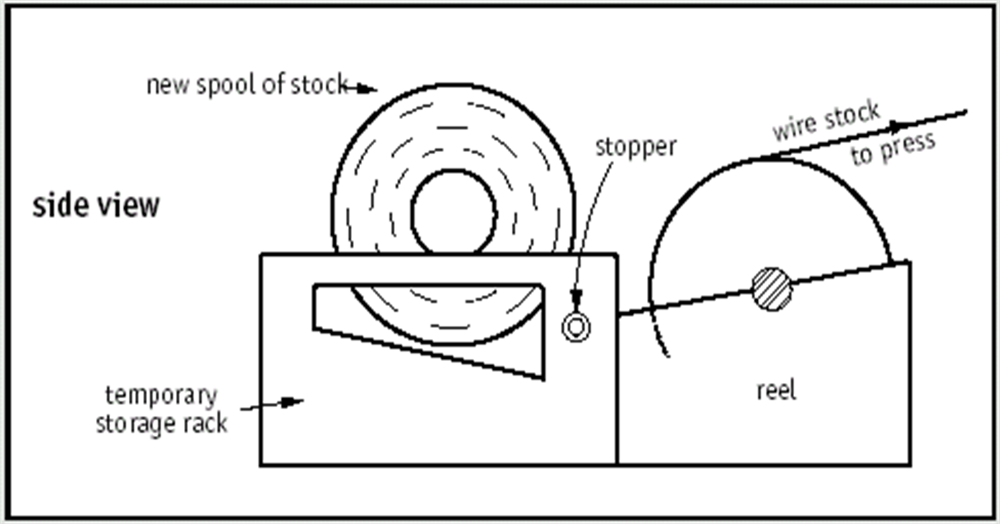 new spool of stock
stopper
wire stock
to press
side view
temporary
storage rack
reel